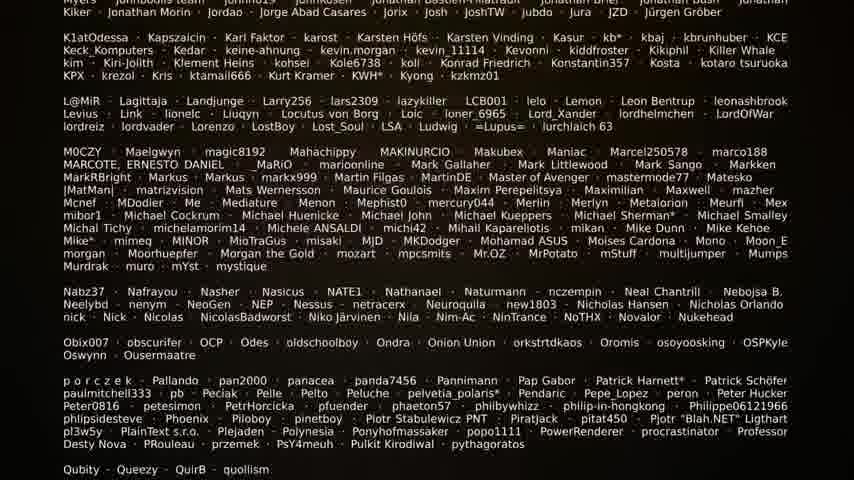 Kiker · Jonathan Morin · Jordao · Jorge Abad Casares · Jorix · Josh · JoshTW · jubdo · Jura · JZD · Jürgen Gröber
K1atOdessa · Kapszaicin · Karl Faktor · karost · Karsten Höfs · Karsten Vinding · Kasur · kb* · kbaj · kbrunhuber · KCE
Keck_Komputers · Kedar · keine-ahnung · kevin.morgan · kevin_11114 · Kevonni · kiddfroster · Kikiphil · Killer Whale
kim · Kiri-Jolith · Klement Heins · kohsei · Kole6738 · koll · Konrad Friedrich · Konstantin357 · Kosta · kotaro tsuruoka
KPX · krezol · Kris · ktamail666 · Kurt Kramer · KWH* · Kyong · kzkmz01
L@MiR · Lagittaja · Landjunge · Larry256 · lars2309 · lazykiller · LCB001 · lelo · Lemon · Leon Bentrup · leonashbrook
Levius · Link · lionelc · Liuqyn · Locutus von Borg · Loic · loner_6965 · Lord_Xander · lordhelmchen · LordOfWar
lordreiz · lordvader · Lorenzo · LostBoy · Lost_Soul · LSA · Ludwig · =Lupus= · lurchlaich 63
M0CZY · Maelgwyn · magic8192 · Mahachippy · MAKINURCIO · Makubex · Maniac · Marcel250578 · marco188
MARCOTE, ERNESTO DANIEL · _MaRiO · marioonline · Mark Gallaher · Mark Littlewood · Mark Sango · Markken
MarkRBright · Markus · Markus · markx999 · Martin Filgas · MartinDE · Master of Avenger · mastermode77 · Matesko
|MatMan| · matrizvision · Mats Wernersson · Maurice Goulois · Maxim Perepelitsya · Maximilian · Maxwell · mazher
Mcnef · MDodier · Me · Mediature · Menon · Mephist0 · mercury044 · Merlin · Merlyn · Metalorion · Meurfi · Mex
mibor1 · Michael Cockrum · Michael Huenicke · Michael John · Michael Kueppers · Michael Sherman* · Michael Smalley
Michal Tichy · michelamorim14 · Michele ANSALDI · michi42 · Mihail Kapareliotis · mikan · Mike Dunn · Mike Kehoe
Mike* · mimeq · MINOR · MioTraGus · misaki · MJD · MKDodger · Mohamad ASUS · Moises Cardona · Mono · Moon_E
morgan · Moorhuepfer · Morgan the Gold · mozart · mpcsmits · Mr.OZ · MrPotato · mStuff · multijumper · Mumps
Murdrak · muro · mYst · mystique
Nabz37 · Nafrayou · Nasher · Nasicus · NATE1 · Nathanael · Naturmann · nczempin · Neal Chantrill · Nebojsa B.
Neelybd · nenym · NeoGen · NEP · Nessus · netracerx · Neuroquila · new1803 · Nicholas Hansen · Nicholas Orlando
nick · Nick · Nicolas · NicolasBadworst · Niko Järvinen · Nila · Nim-Ac · NinTrance · NoTHX · Novalor · Nukehead
Obix007 · obscurifer · OCP · Odes · oldschoolboy · Ondra · Onion Union · orkstrtdkaos · Oromis · osoyoosking · OSPKyle
Oswynn · Ousermaatre
p o r c z e k · Pallando · pan2000 · panacea · panda7456 · Pannimann · Pap Gabor · Patrick Harnett* · Patrick Schöfer
paulmitchell333 · pb · Peciak · Pelle · Pelto · Peluche · pelvetia_polaris* · Pendaric · Pepe_Lopez · peron · Peter Hucker
Peter0816 · petesimon · PetrHorcicka · pfuender · phaeton57 · philbywhizz · philip-in-hongkong · Philippe06121966
phlipsidesteve · Phoenix · Piloboy · pinetboy · Piotr Stabulewicz PNT · PiratJack · pitat450 · Pjotr "Blah.NET" Ligthart
pl3w5y · PlainText s.r.o. · Plejaden · Polynesia · Ponyhofmassaker · popo1111 · PowerRenderer · procrastinator · Professor
Desty Nova · PRouleau · przemek · PsY4meuh · Pulkit Kirodiwal · pythagoratos
Qubity · Queezy · QuirB · quollism